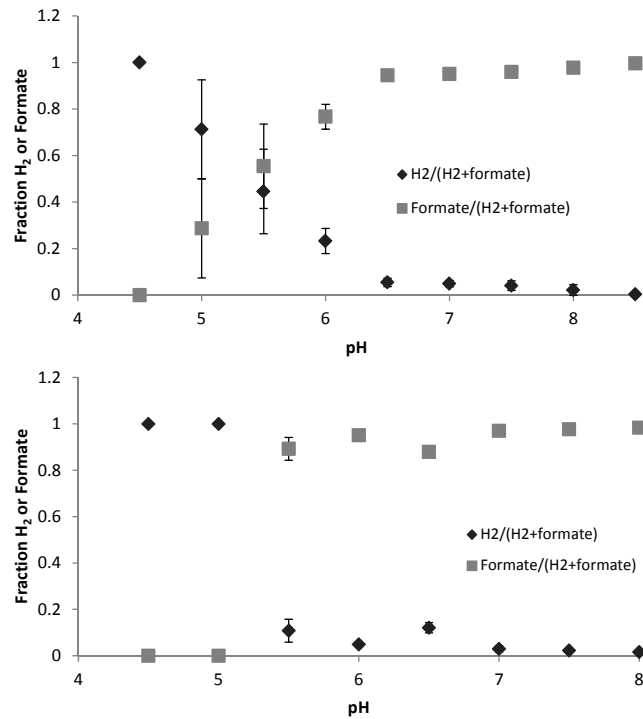 Fraction H₂ or Formate
1.2
1
0.8
0.6
0.4
0.2
0
H2/(H2+formate)
Formate/(H2+formate)
4 5 6 7 8
pH
Fraction H₂ or Formate
1.2
1
0.8
0.6
0.4
0.2
0
H2/(H2+formate)
Formate/(H2+formate)
4 5 6 7 8
pH